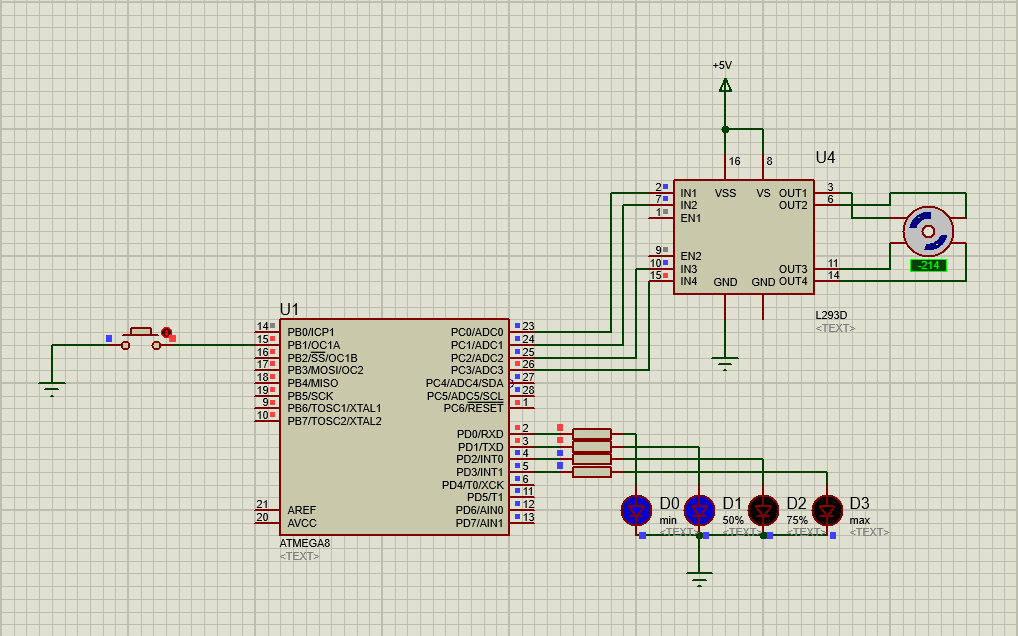 +5V
U4
16
8
2
IN1
VSS
VS
OUT1
3
7
IN2
OUT2
6
1
EN1
9
EN2
10
IN3
OUT3
11
15
IN4
GND
GND
OUT4
14
-214
L293D
<TEXT>
U1
14
PB0/ICP1
PC0/ADC0
23
15
PB1/OC1A
PC1/ADC1
24
16
PB2/SS/OC1B
PC2/ADC2
25
17
PB3/MOSI/OC2
PC3/ADC3
26
18
PB4/MISO
PC4/ADC4/SDA
27
19
PB5/SCK
PC5/ADC5/SCL
28
9
PB6/TOSC1/XTAL1
PC6/RESET
1
10
PB7/TOSC2/XTAL2
PD0/RXD
2
PD1/TXD
3
PD2/INT0
4
PD3/INT1
5
PD4/T0/XCK
6
PD5/T1
11
21
AREF
PD6/AIN0
12
20
AVCC
PD7/AIN1
13
ATMEGA8
<TEXT>
D0
min
<TEXT>
D1
50%
<TEXT>
D2
75%
<TEXT>
D3
max
<TEXT>